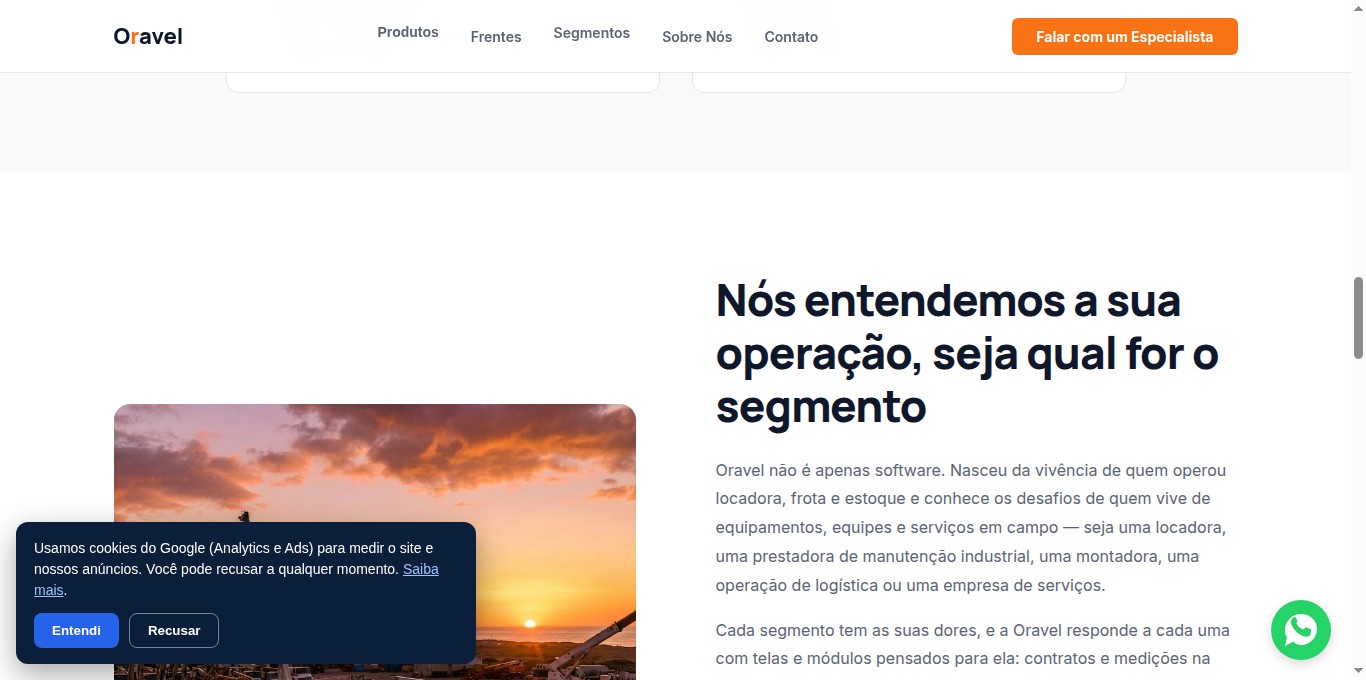 Oravel
Produtos
Frentes
Segmentos
Sobre Nós
Contato
Falar com um Especialista
Nós entendemos a sua
operação, seja qual for o
segmento
Oravel não é apenas software. Nasceu da vivência de quem operou
locadora, frota e estoque e conhece os desafios de quem vive de
equipamentos, equipes e serviços em campo — seja uma locadora,
uma prestadora de manutenção industrial, uma montadora, uma
operação de logística ou uma empresa de serviços.
Cada segmento tem as suas dores, e a Oravel responde a cada uma
com telas e módulos pensados para ela: contratos e medições na
Usamos cookies do Google (Analytics e Ads) para medir o site e
nossos anúncios. Você pode recusar a qualquer momento. Saiba
mais.
Entendi
Recusar